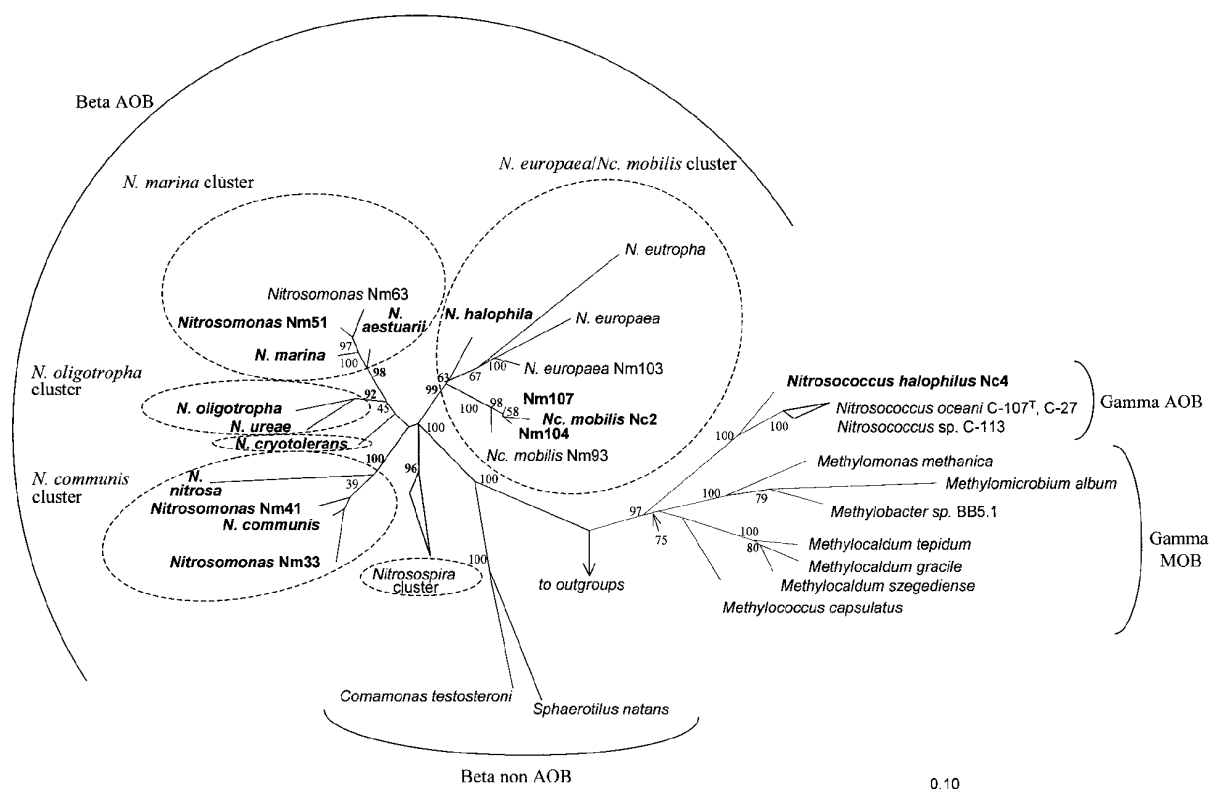 Beta AOB
N. europaea/Nc. mobilis cluster
N. marina cluster
N. eutropha
Nitrosomonas Nm63
N.
aestuarii
N. halophila
Nitrosomonas Nm51
N. europaea
97
N. marina
100
98
100
N. europaea Nm103
63
67
N. oligotropha
cluster
99
92
45
N. oligotropha
N. ureae
N. cryotolerans
Nm107
98
100
58
Nc. mobilis Nc2
Nm104
Nc. mobilis Nm93
100
Nitrosococcus halophilus Nc4
Nitrosococcus oceani C-107T, C-27
Nitrosococcus sp. C-113
100
100
Gamma AOB
N. communis
cluster
100
N.
nitrosa
39
96
100
Nitrosomonas Nm41
N. communis
Nitrosomonas Nm33
Nitrosospira
cluster
100
Methylomonas methanica
100
79
Methylomicrobium album
Methylobacter sp. BB5.1
97
75
100
Methylocaldum tepidum
80
Methylocaldum gracile
Methylocaldum szegediense
Methylococcus capsulatus
Gamma
MOB
to outgroups
Comamonas testosteroni
Sphaerotilus natans
Beta non AOB
0.10